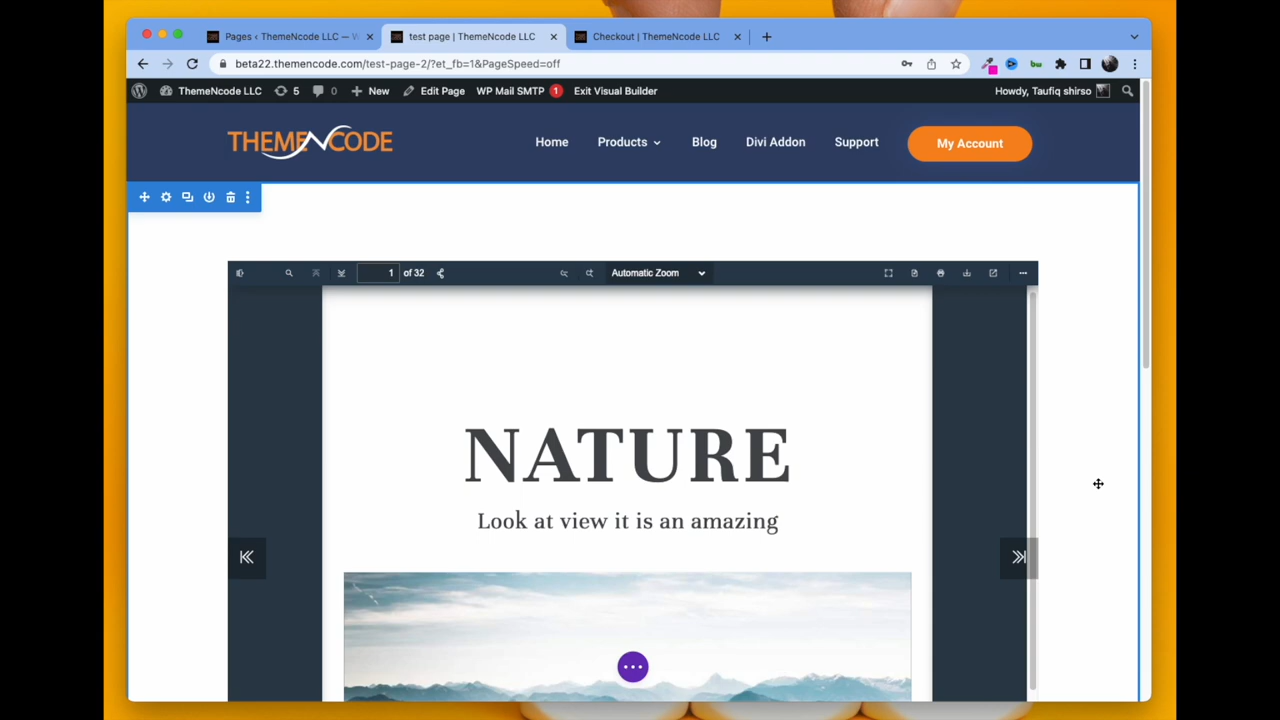 Pages ‹ ThemeNcode LLC —
test page | ThemeNcode LLC
Checkout | ThemeNcode LLC
beta22.themencode.com/test-page-2/?et_fb=1&PageSpeed=off
bw
ThemeNcode LLC
5
0
New
Edit Page
WP Mail SMTP 1
Exit Visual Builder
Howdy, Taufiq shirso
THEMENCODE
Home
Products
Blog
Divi Addon
Support
My Account
1 of 32
Automatic Zoom
NATURE
Look at view it is an amazing